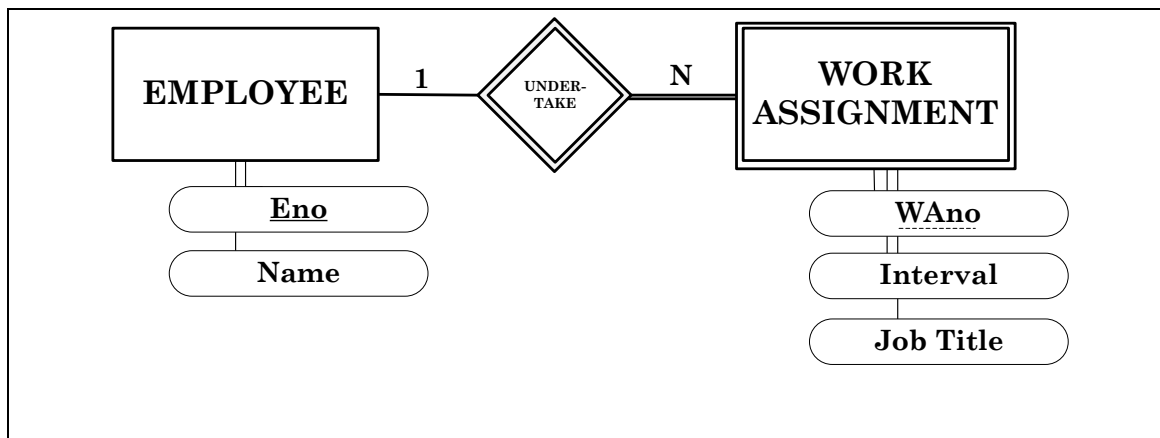 EMPLOYEE
1
UNDER-
TAKE
N
WORK
ASSIGNMENT
Eno
Name
WAno
Interval
Job Title